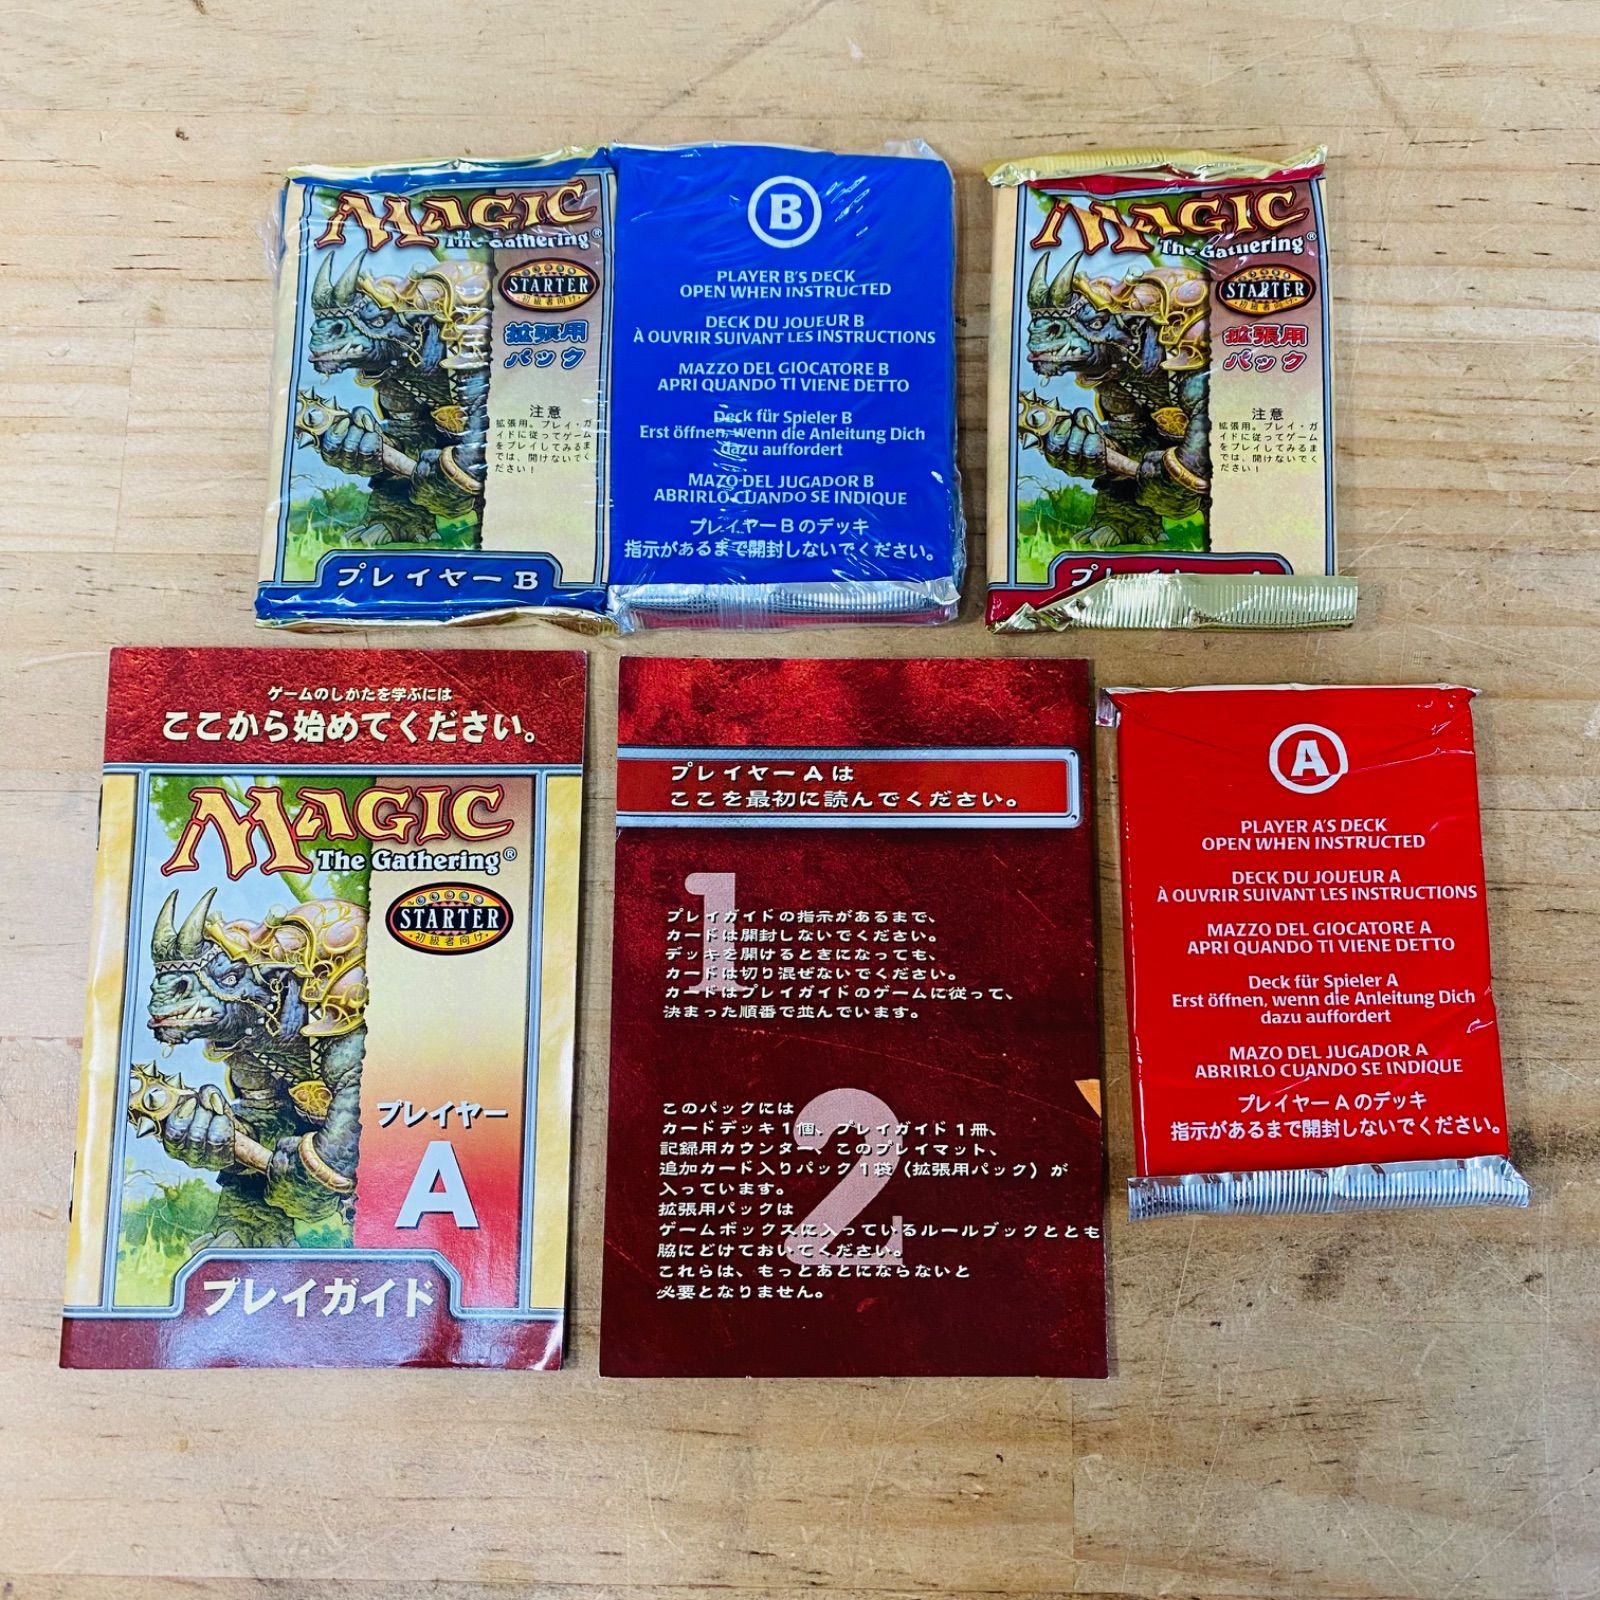 MAGIC
The Gathering®
STARTER
初級者向け
拡張用
パック
注意
拡張用。プレイ・ガ
イドに従ってゲーム
をプレイしてみるま
では、開けないでく
ださい！
プレイヤーB
B
PLAYER B'S DECK
OPEN WHEN INSTRUCTED
DECK DU JOUEUR B
À OUVRIR SUIVANT LES INSTRUCTIONS
MAZZO DEL GIOCATORE B
APRI QUANDO TI VIENE DETTO
Deck für Spieler B
Erst öffnen, wenn die Anleitung Dich
dazu auffordert
MAZO DEL JUGADOR B
ABRIRLO CUANDO SE INDIQUE
プレイヤーBのデッキ
指示があるまで開封しないでください。
MAGIC
The Gathering®
STARTER
初級者向け
拡張用
パック
注意
拡張用。プレイ・ガ
イドに従ってゲーム
をプレイしてみるま
では、開けないでく
ださい！
ゲームのしかたを学ぶには
ここから始めてください。
MAGIC
The Gathering®
STARTER
初級者向け
プレイヤー
A
プレイガイド
プレイヤーAは
ここを最初に読んでください。
1
プレイガイドの指示があるまで、
カードは開封しないでください。
デッキを開けるときになっても、
カードは切り混ぜないでください。
カードはプレイガイドのゲームに従って、
決まった順番で並んでいます。
2
このパックには
カードデッキ1個、プレイガイド1冊、
記録用カウンター、このプレイマット、
追加カード入りパック1袋（拡張用パック）が
入っています。
拡張用パックは
ゲームボックスに入っているルールブックととも
脇にどけておいてください。
これらは、もっとあとにならないと
必要となりません。
A
PLAYER A'S DECK
OPEN WHEN INSTRUCTED
DECK DU JOUEUR A
À OUVRIR SUIVANT LES INSTRUCTIONS
MAZZO DEL GIOCATORE A
APRI QUANDO TI VIENE DETTO
Deck für Spieler A
Erst öffnen, wenn die Anleitung Dich
dazu auffordert
MAZO DEL JUGADOR A
ABRIRLO CUANDO SE INDIQUE
プレイヤーAのデッキ
指示があるまで開封しないでください。